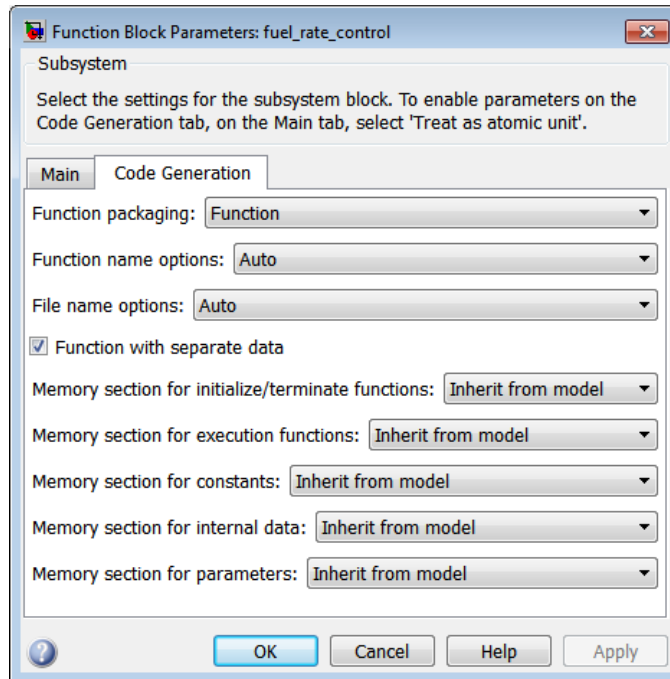 Function Block Parameters: fuel_rate_control
Subsystem
Select the settings for the subsystem block. To enable parameters on the
Code Generation tab, on the Main tab, select 'Treat as atomic unit'.
Main Code Generation
Function packaging: Function
Function name options: Auto
File name options: Auto
Function with separate data
Memory section for initialize/terminate functions: Inherit from model
Memory section for execution functions: Inherit from model
Memory section for constants: Inherit from model
Memory section for internal data: Inherit from model
Memory section for parameters: Inherit from model
? OK Cancel Help Apply